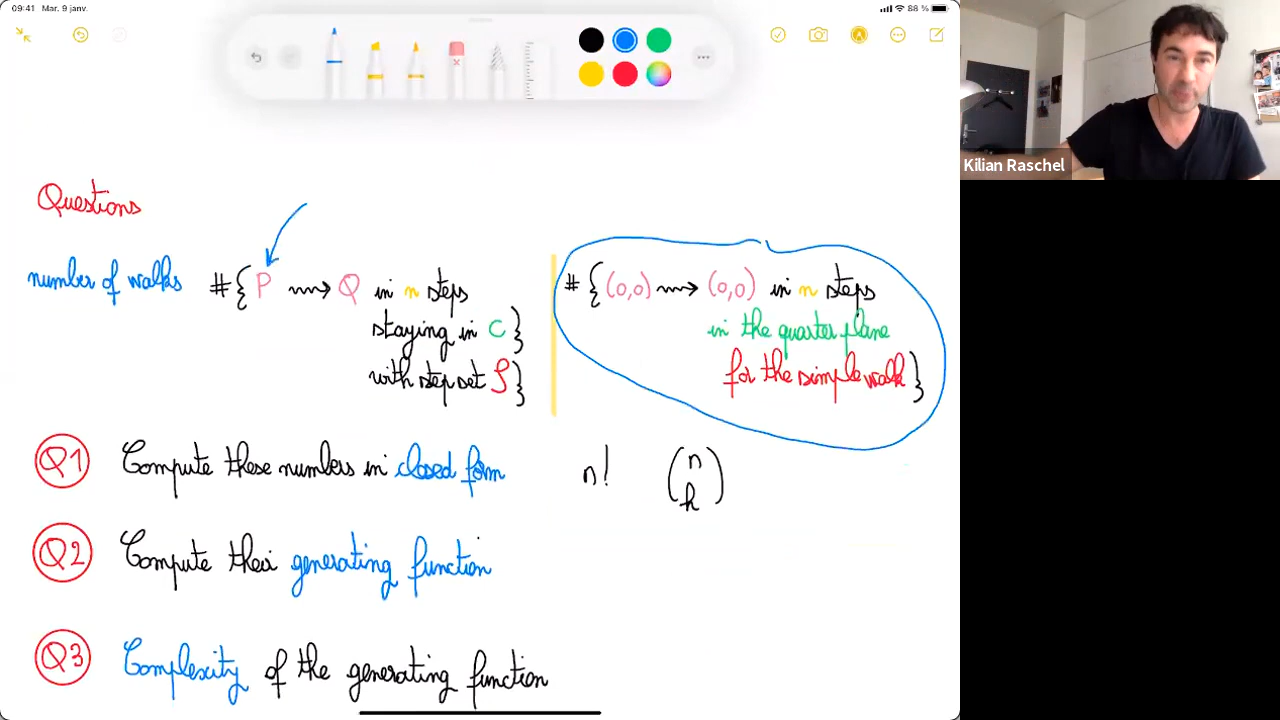 09:41 Mar. 9 janv.
88 %
Kilian Raschel
Questions
number of walks #{ P ⟿ Q in n steps
staying in C }
with step set S }
# { (0,0) ⟿ (0,0) in n steps
in the quarter plane
for the simple walk }
Q1 Compute these numbers in closed form n! (n k)
Q2 Compute their generating function
Q3 Complexity of the generating function